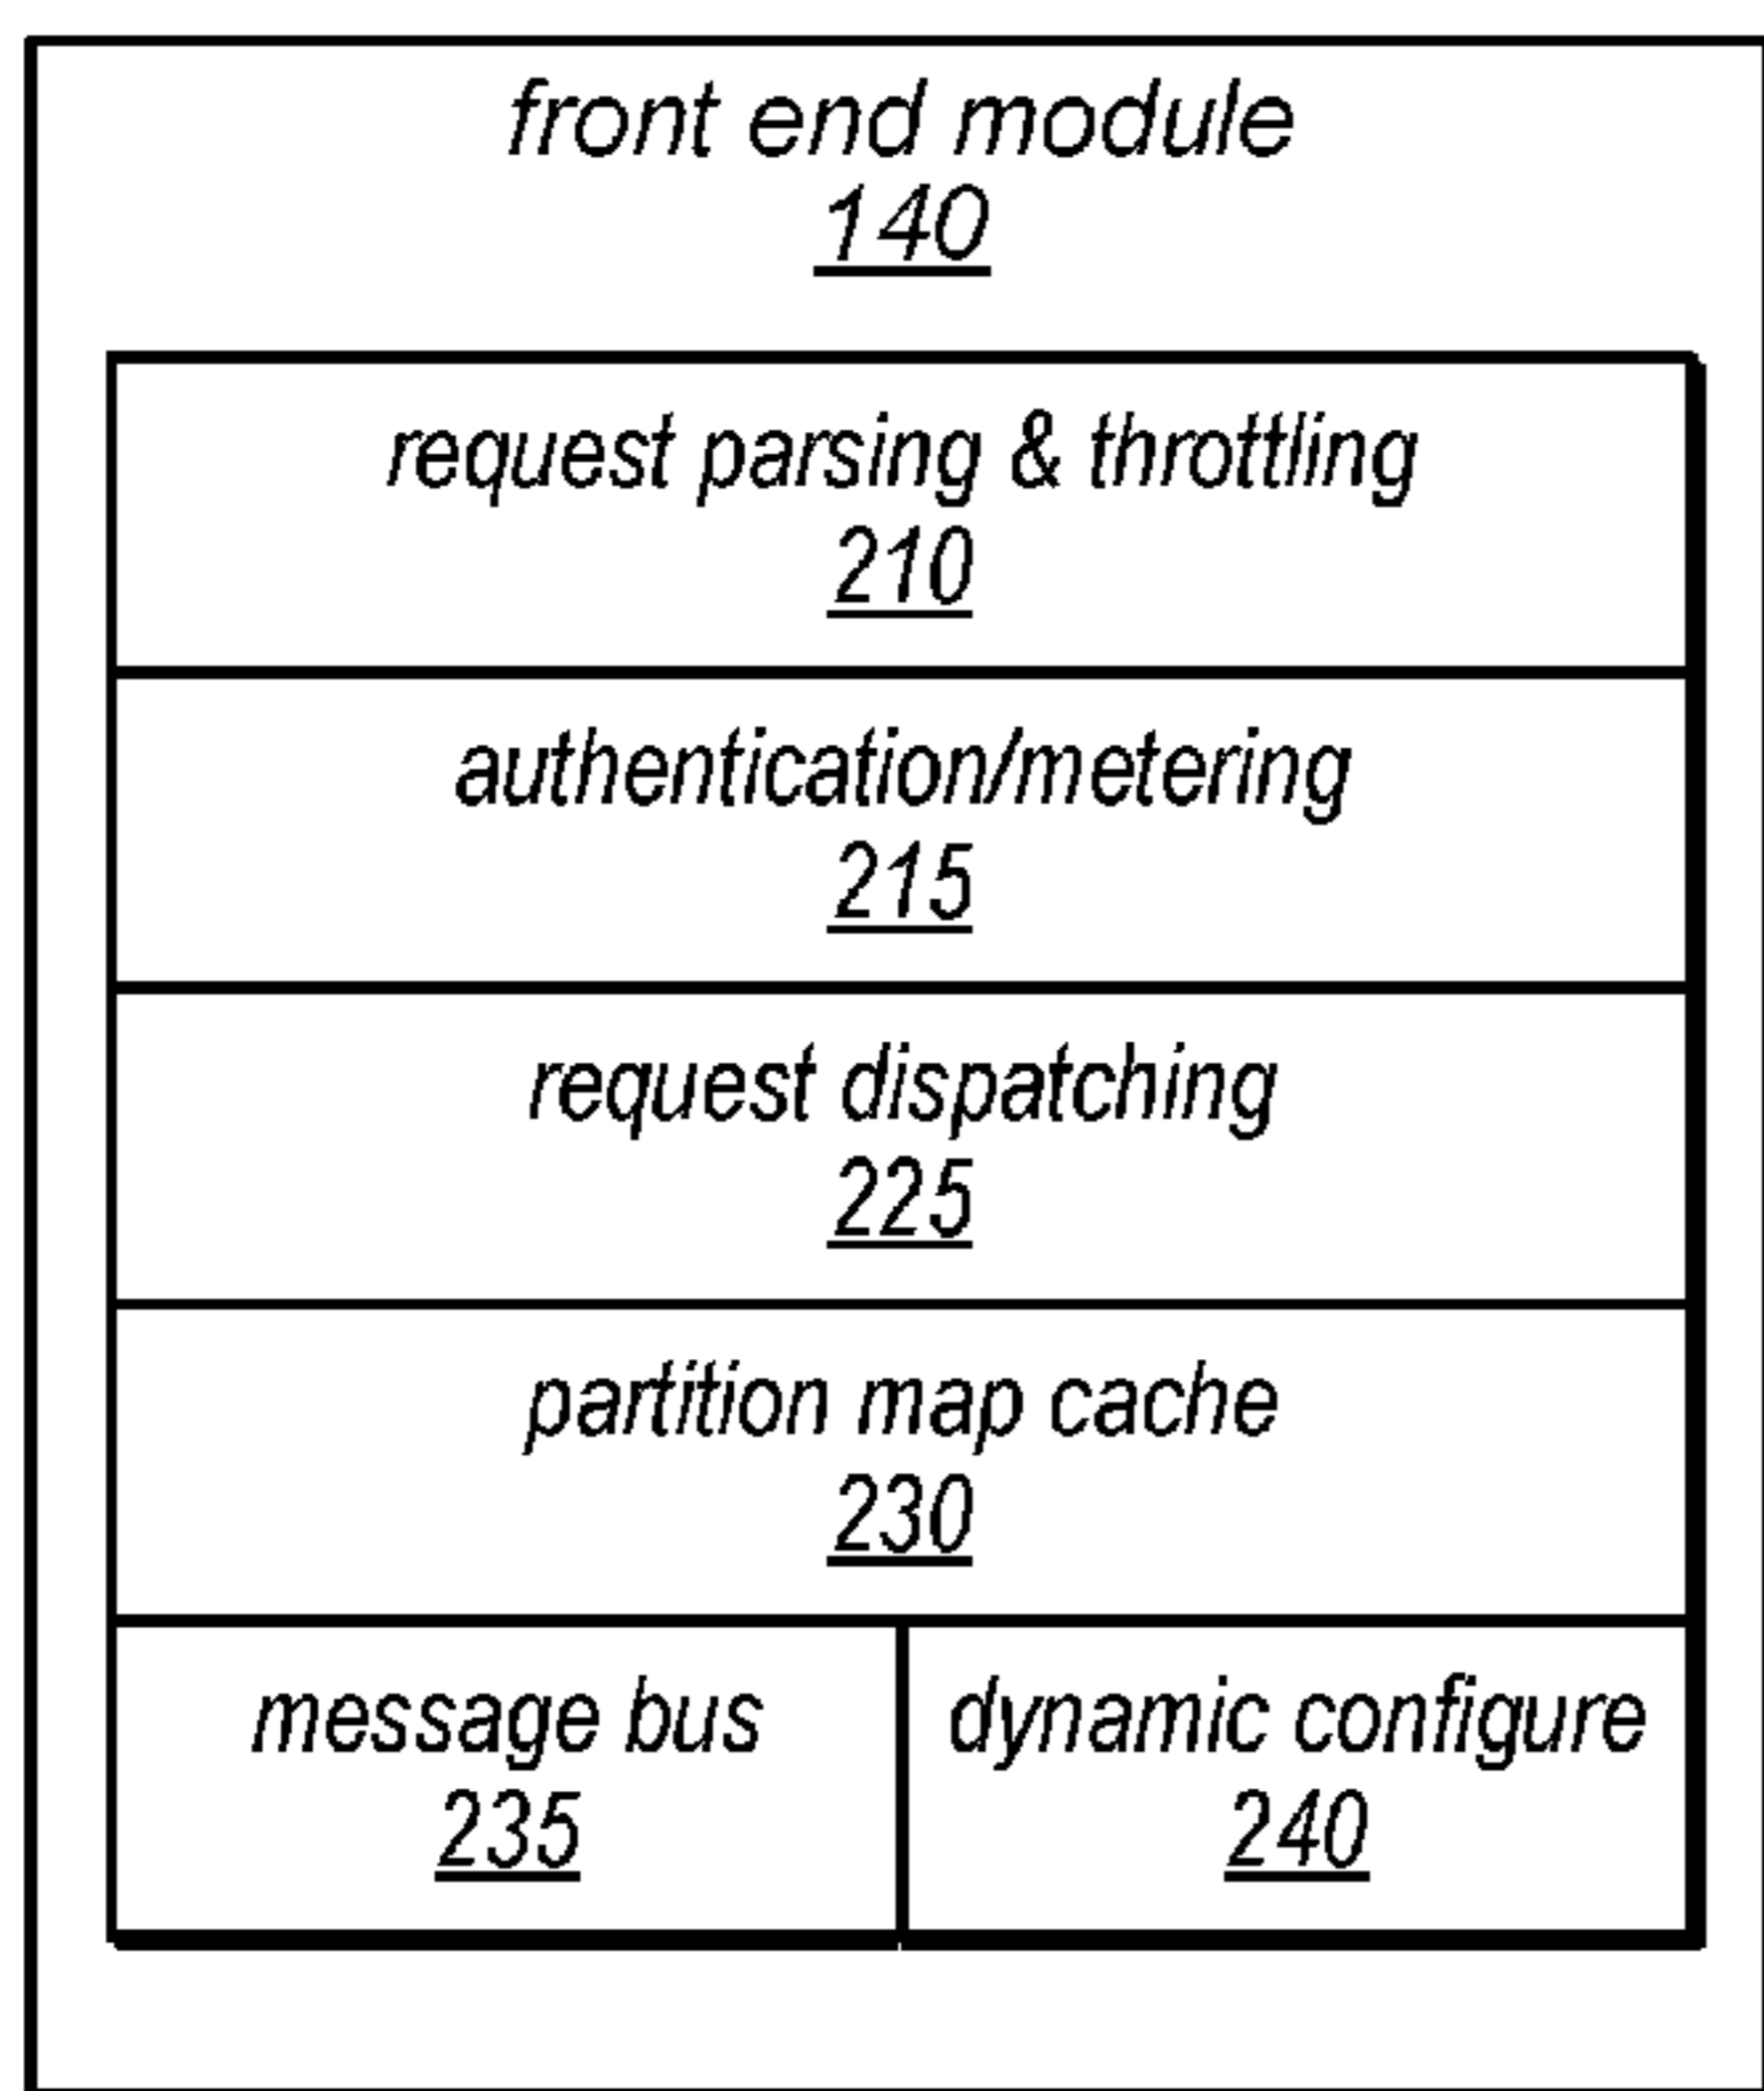 front end module
140
request parsing & throttling
210
authentication/metering
215
request dispatching
225
partition map cache
230
message bus
235
dynamic configure
240